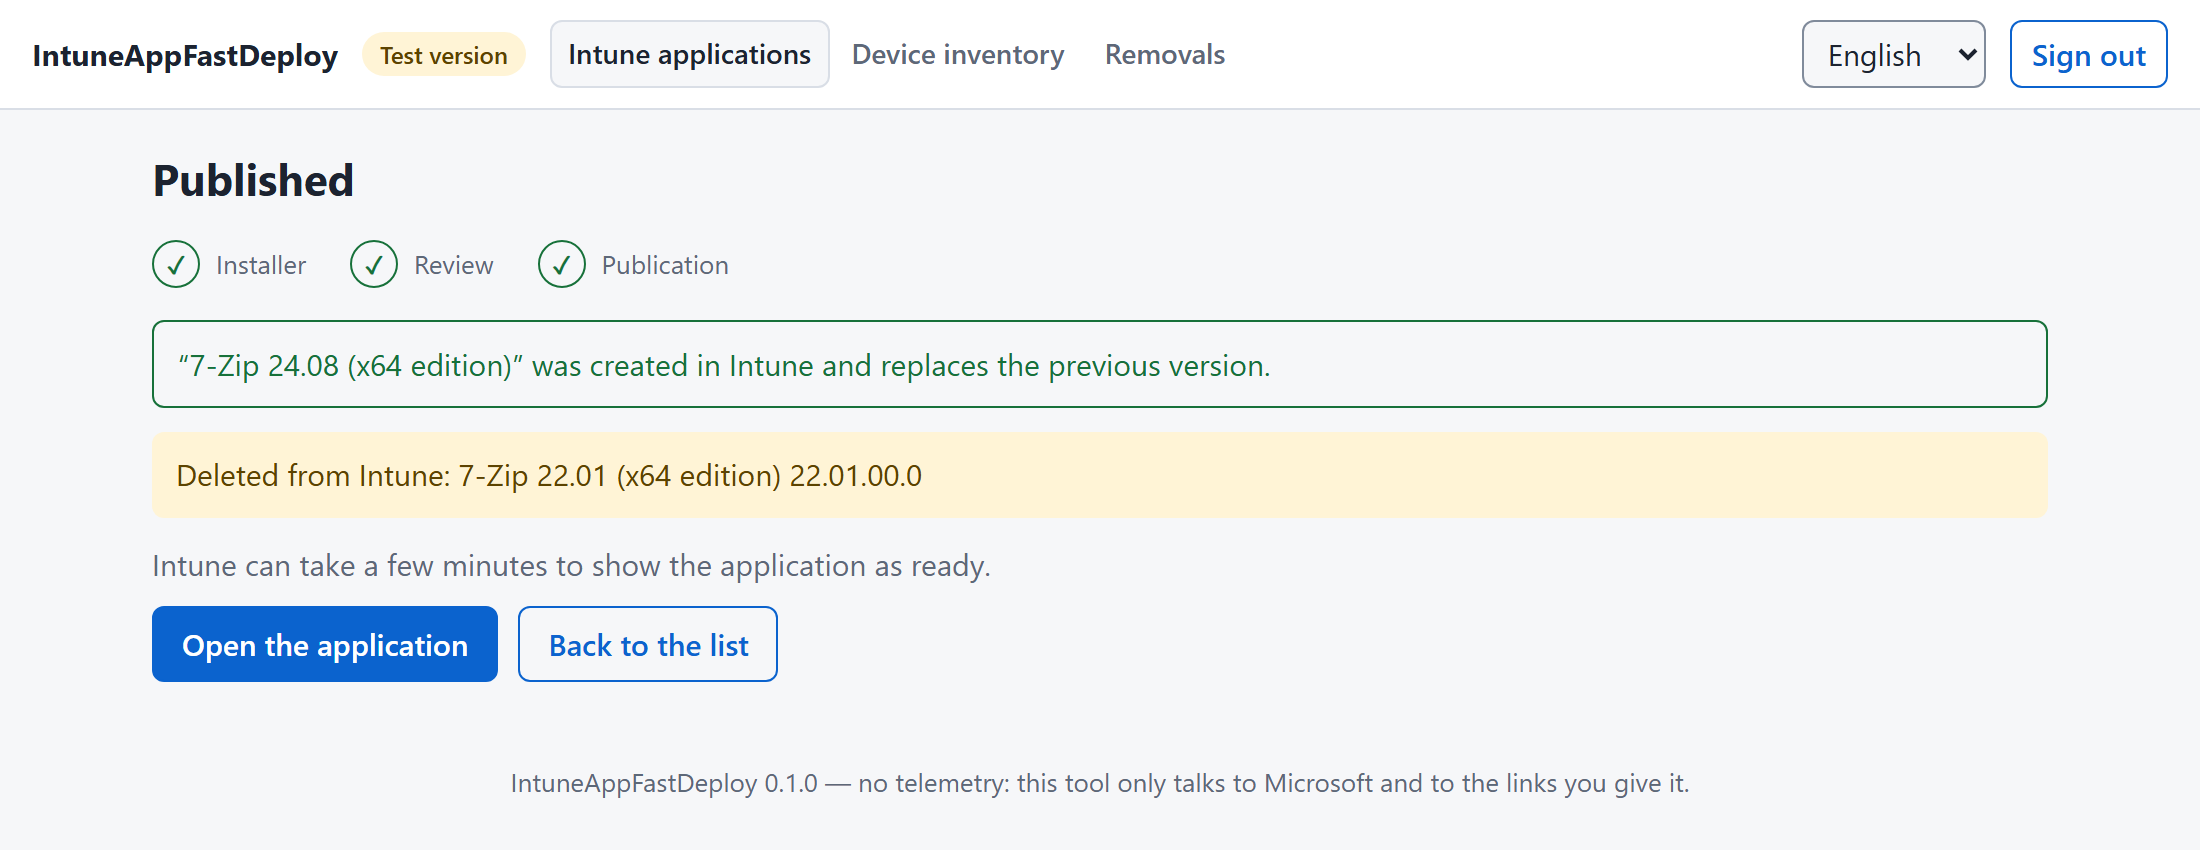 IntuneAppFastDeploy Test version Intune applications Device inventory Removals English Sign out
Published
✓ Installer ✓ Review ✓ Publication
“7-Zip 24.08 (x64 edition)” was created in Intune and replaces the previous version.
Deleted from Intune: 7-Zip 22.01 (x64 edition) 22.01.00.0
Intune can take a few minutes to show the application as ready.
Open the application Back to the list
IntuneAppFastDeploy 0.1.0 — no telemetry: this tool only talks to Microsoft and to the links you give it.